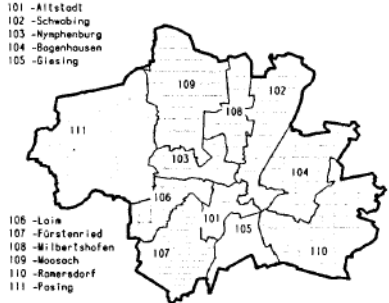 101 -Altstadt
102 -Schwabing
103 -Nymphenburg
104 -Bogenhausen
105 -Giesing
109
102
108
111
103
104
106
101
105
107
110
106 -Laim
107 -Fürstenried
108 -Milbertshofen
109 -Moosach
110 -Ramersdorf
111 -Pasing